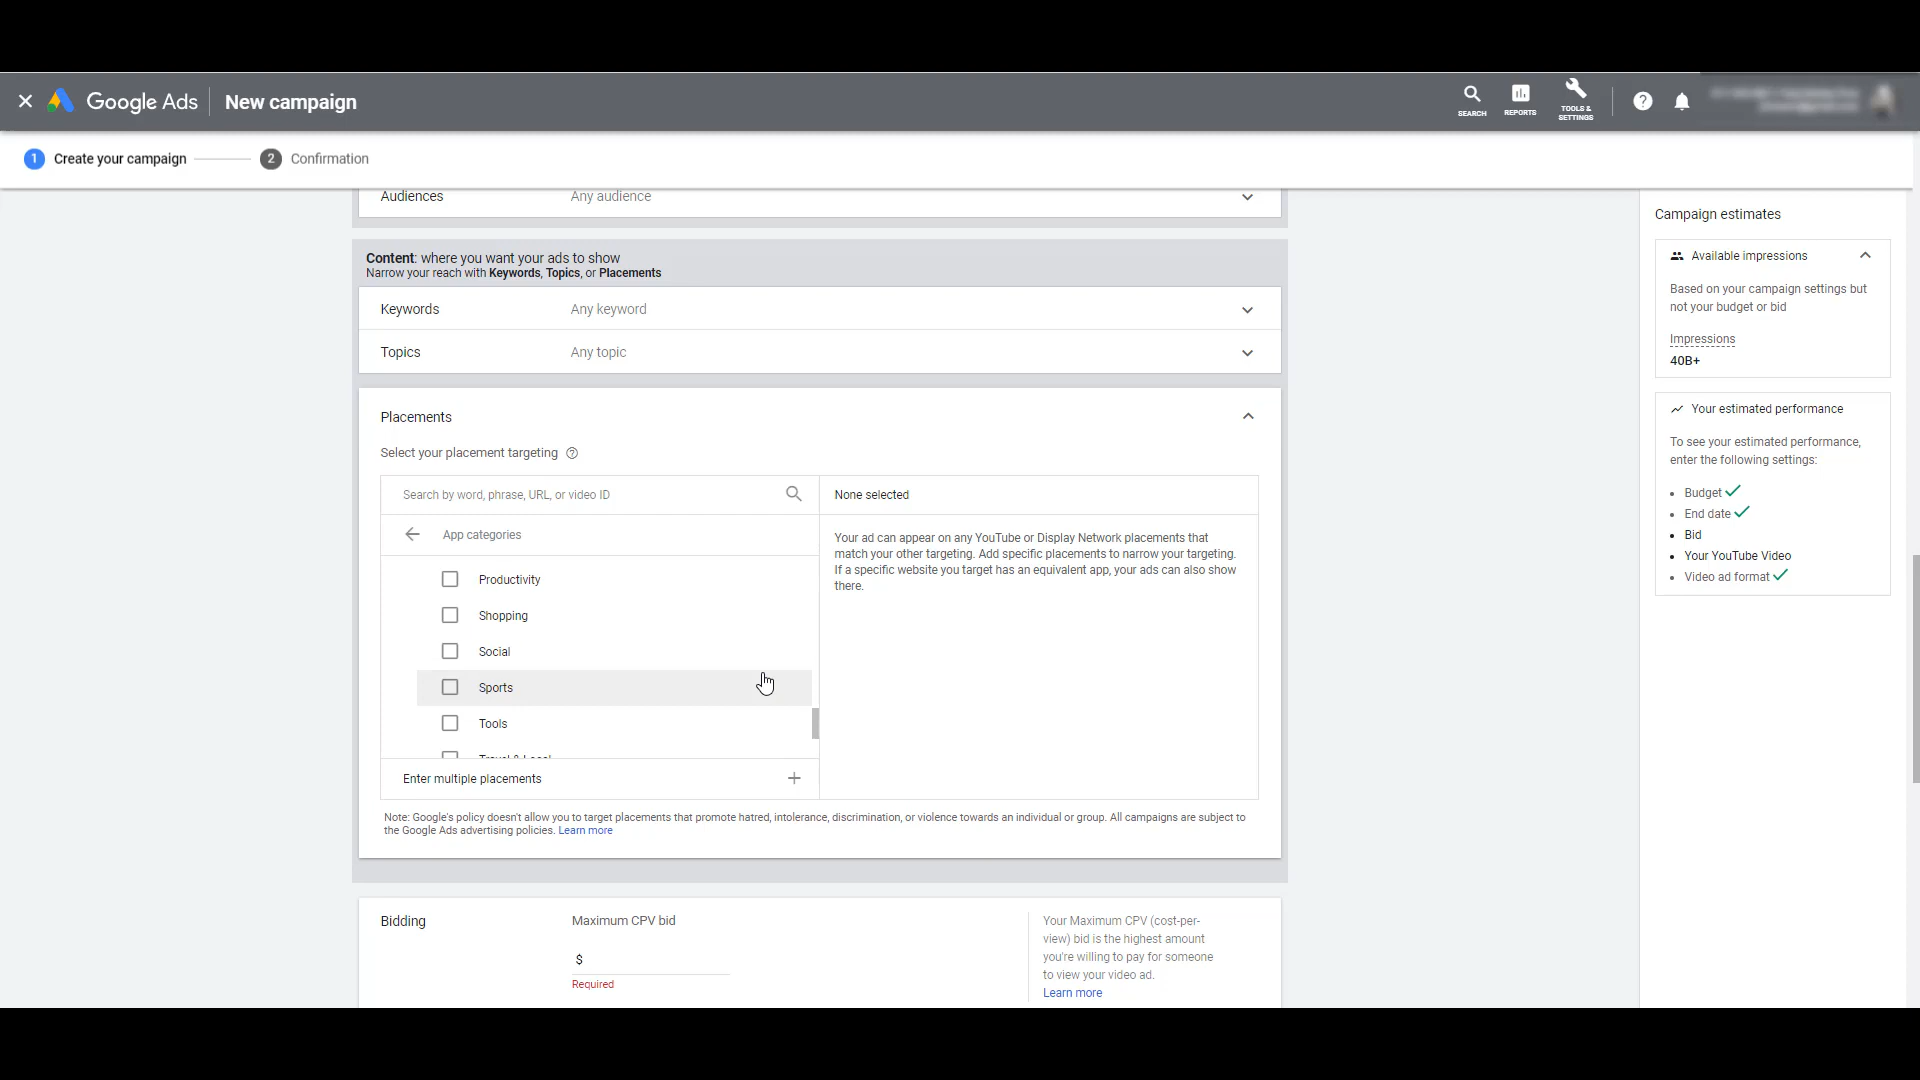 Google Ads
New campaign
SEARCH
REPORTS
TOOLS &
SETTINGS
1 Create your campaign
2 Confirmation
Audiences Any audience
Content: where you want your ads to show
Narrow your reach with Keywords, Topics, or Placements
Keywords Any keyword
Topics Any topic
Placements
Select your placement targeting
Search by word, phrase, URL, or video ID
App categories
Productivity
Shopping
Social
Sports
Tools
Travel & Local
Enter multiple placements
None selected
Your ad can appear on any YouTube or Display Network placements that
match your other targeting. Add specific placements to narrow your targeting.
If a specific website you target has an equivalent app, your ads can also show
there.
Note: Google's policy doesn't allow you to target placements that promote hatred, intolerance, discrimination, or violence towards an individual or group. All campaigns are subject to
the Google Ads advertising policies. Learn more
Bidding
Maximum CPV bid
$
Required
Your Maximum CPV (cost-per-
view) bid is the highest amount
you're willing to pay for someone
to view your video ad.
Learn more
Campaign estimates
Available impressions
Based on your campaign settings but
not your budget or bid
Impressions
40B+
Your estimated performance
To see your estimated performance,
enter the following settings:
Budget
End date
Bid
Your YouTube Video
Video ad format